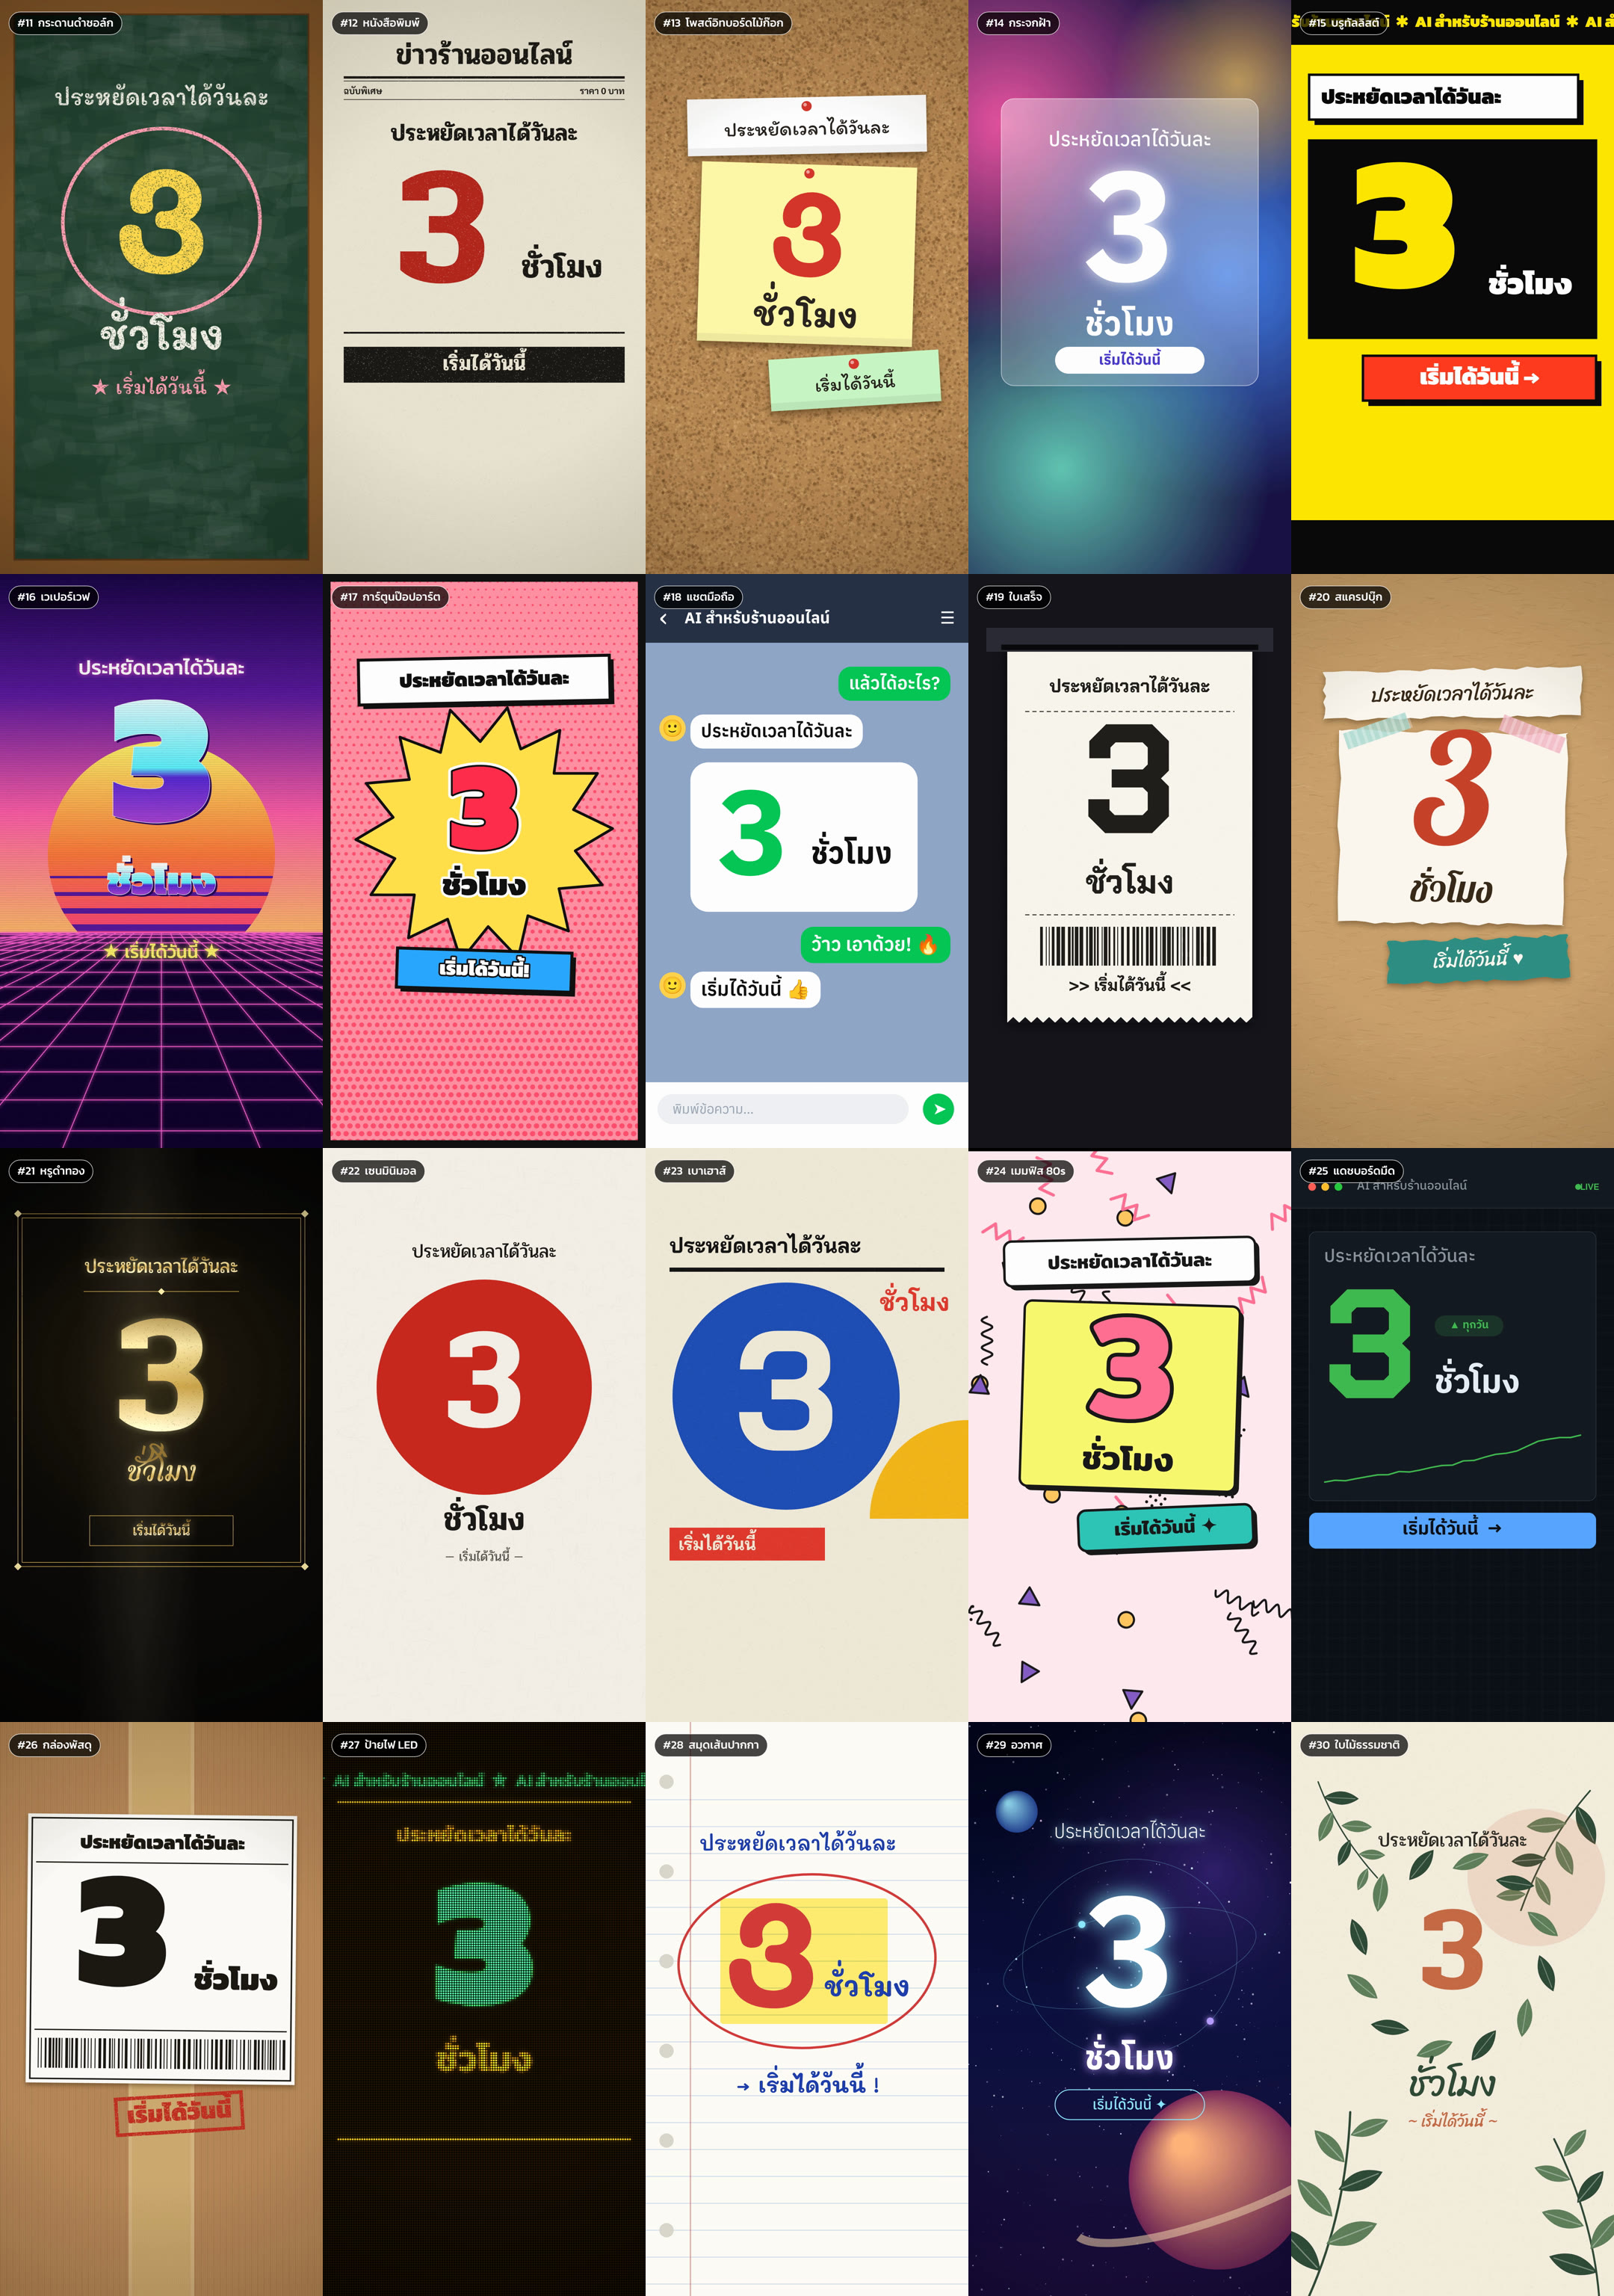 #11 กระดานดำชอล์ก
ประหยัดเวลาได้วันละ
3
ชั่วโมง
★ เริ่มได้วันนี้ ★
#12 หนังสือพิมพ์
ข่าวร้านออนไลน์
ฉบับพิเศษ ราคา 0 บาท
ประหยัดเวลาได้วันละ
3 ชั่วโมง
เริ่มได้วันนี้
#13 โพสต์อิทบอร์ดไม้ก๊อก
ประหยัดเวลาได้วันละ
3
ชั่วโมง
เริ่มได้วันนี้
#14 กระจกฝ้า
ประหยัดเวลาได้วันละ
3
ชั่วโมง
เริ่มได้วันนี้
#15 บรูทัลลิสต์
✱ AI สำหรับร้านออนไลน์ ✱ AI
ประหยัดเวลาได้วันละ
3 ชั่วโมง
เริ่มได้วันนี้ →
#16 เวเปอร์เวฟ
ประหยัดเวลาได้วันละ
3
ชั่วโมง
★ เริ่มได้วันนี้ ★
#17 การ์ตูนป๊อปอาร์ต
ประหยัดเวลาได้วันละ
3
ชั่วโมง
เริ่มได้วันนี้!
#18 แชตมือถือ
AI สำหรับร้านออนไลน์
แล้วได้อะไร?
ประหยัดเวลาได้วันละ
3 ชั่วโมง
ว้าว เอาด้วย! 🔥
เริ่มได้วันนี้ 👍
พิมพ์ข้อความ...
#19 ใบเสร็จ
ประหยัดเวลาได้วันละ
3
ชั่วโมง
>> เริ่มได้วันนี้ <<
#20 สแครปบุ๊ก
ประหยัดเวลาได้วันละ
3
ชั่วโมง
เริ่มได้วันนี้ ♥
#21 หรูดำทอง
ประหยัดเวลาได้วันละ
3
ชั่วโมง
เริ่มได้วันนี้
#22 เซนมินิมอล
ประหยัดเวลาได้วันละ
3
ชั่วโมง
– เริ่มได้วันนี้ –
#23 เบาเฮาส์
ประหยัดเวลาได้วันละ
ชั่วโมง
3
เริ่มได้วันนี้
#24 เมมฟิส 80s
ประหยัดเวลาได้วันละ
3
ชั่วโมง
เริ่มได้วันนี้ ✦
#25 แดชบอร์ดมืด
AI สำหรับร้านออนไลน์ LIVE
ประหยัดเวลาได้วันละ
3
▲ ทุกวัน
ชั่วโมง
เริ่มได้วันนี้ →
#26 กล่องพัสดุ
ประหยัดเวลาได้วันละ
3 ชั่วโมง
เริ่มได้วันนี้
#27 ป้ายไฟ LED
AI สำหรับร้านออนไลน์ ★ AI สำหรับร้านออนไ
ประหยัดเวลาได้วันละ
3
ชั่วโมง
#28 สมุดเส้นปากกา
ประหยัดเวลาได้วันละ
3 ชั่วโมง
→ เริ่มได้วันนี้ !
#29 อวกาศ
ประหยัดเวลาได้วันละ
3
ชั่วโมง
เริ่มได้วันนี้ ✦
#30 ใบไม้ธรรมชาติ
ประหยัดเวลาได้วันละ
3
ชั่วโมง
~ เริ่มได้วันนี้ ~